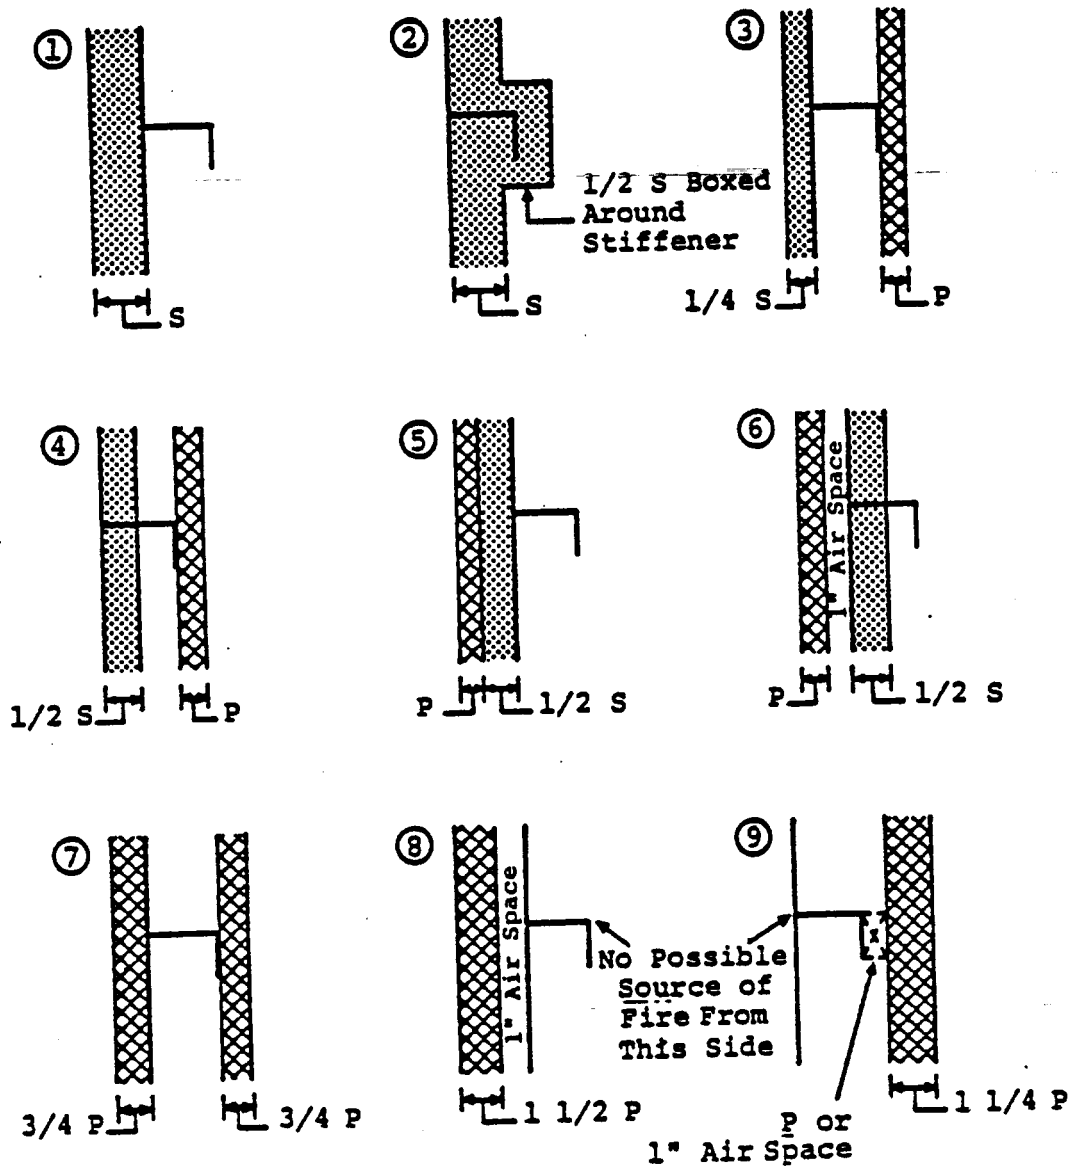 ①
②
③
1/2 S Boxed
Around
Stiffener
S
S
1/4 S
P
④
⑤
⑥
1" Air Space
1/2 S
P
P
1/2 S
P
1/2 S
⑦
⑧
⑨
1" Air Space
No Possible
Source of
Fire From
This Side
x
3/4 P
3/4 P
1 1/2 P
P or
1" Air Space
1 1/4 P